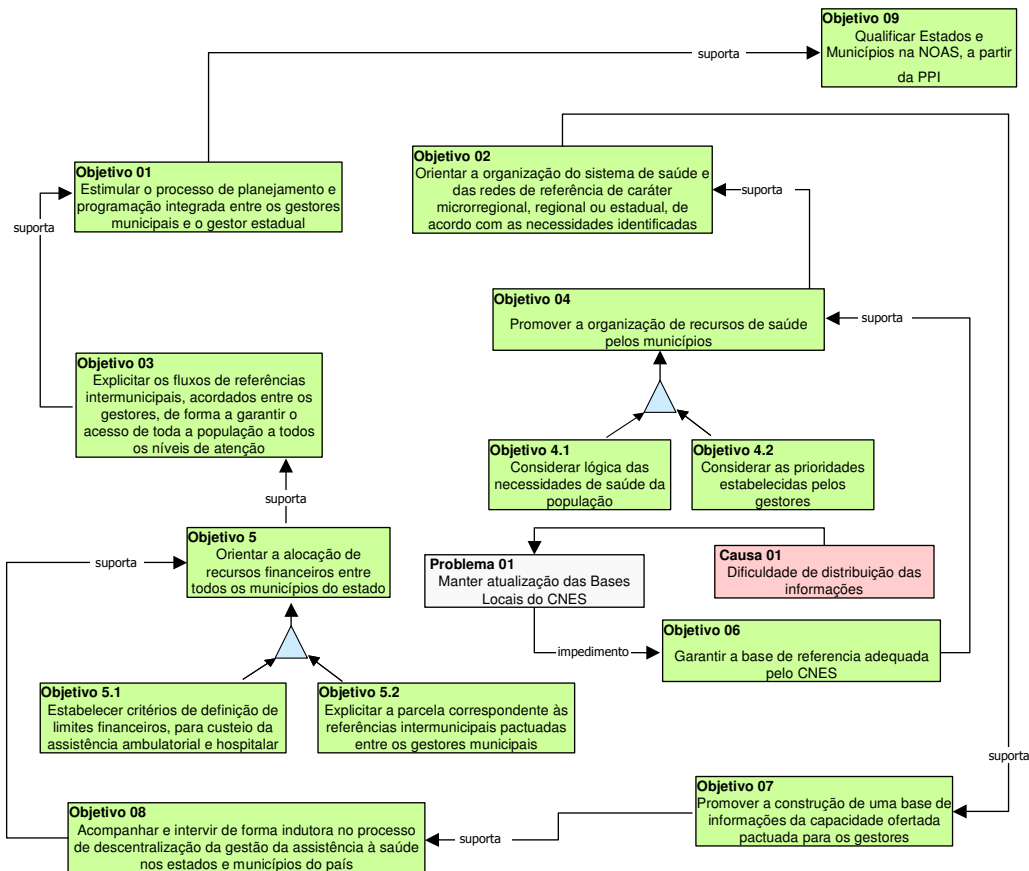 Objetivo 09
Qualificar Estados e
Municípios na NOAS, a partir
da PPI
suporta
Objetivo 01
Estimular o processo de planejamento e
programação integrada entre os gestores
municipais e o gestor estadual
Objetivo 02
Orientar a organização do sistema de saúde e
das redes de referência de caráter
microrregional, regional ou estadual, de
acordo com as necessidades identificadas
suporta
suporta
Objetivo 04
Promover a organização de recursos de saúde
pelos municípios
suporta
Objetivo 03
Explicitar os fluxos de referências
intermunicipais, acordados entre os
gestores, de forma a garantir o
acesso de toda a população a todos
os níveis de atenção
Objetivo 4.1
Considerar lógica das
necessidades de saúde da
população
Objetivo 4.2
Considerar as prioridades
estabelecidas pelos
gestores
suporta
Objetivo 5
Orientar a alocação de
recursos financeiros entre
todos os municípios do estado
suporta
Problema 01
Manter atualização das Bases
Locais do CNES
Causa 01
Dificuldade de distribuição das
informações
impedimento
Objetivo 06
Garantir a base de referencia adequada
pelo CNES
Objetivo 5.1
Estabelecer critérios de definição de
limites financeiros, para custeio da
assistência ambulatorial e hospitalar
Objetivo 5.2
Explicitar a parcela correspondente às
referências intermunicipais pactuadas
entre os gestores municipais
suporta
Objetivo 07
Promover a construção de uma base de
informações da capacidade ofertada
pactuada para os gestores
suporta
Objetivo 08
Acompanhar e intervir de forma indutora no processo
de descentralização da gestão da assistência à saúde
nos estados e municípios do país